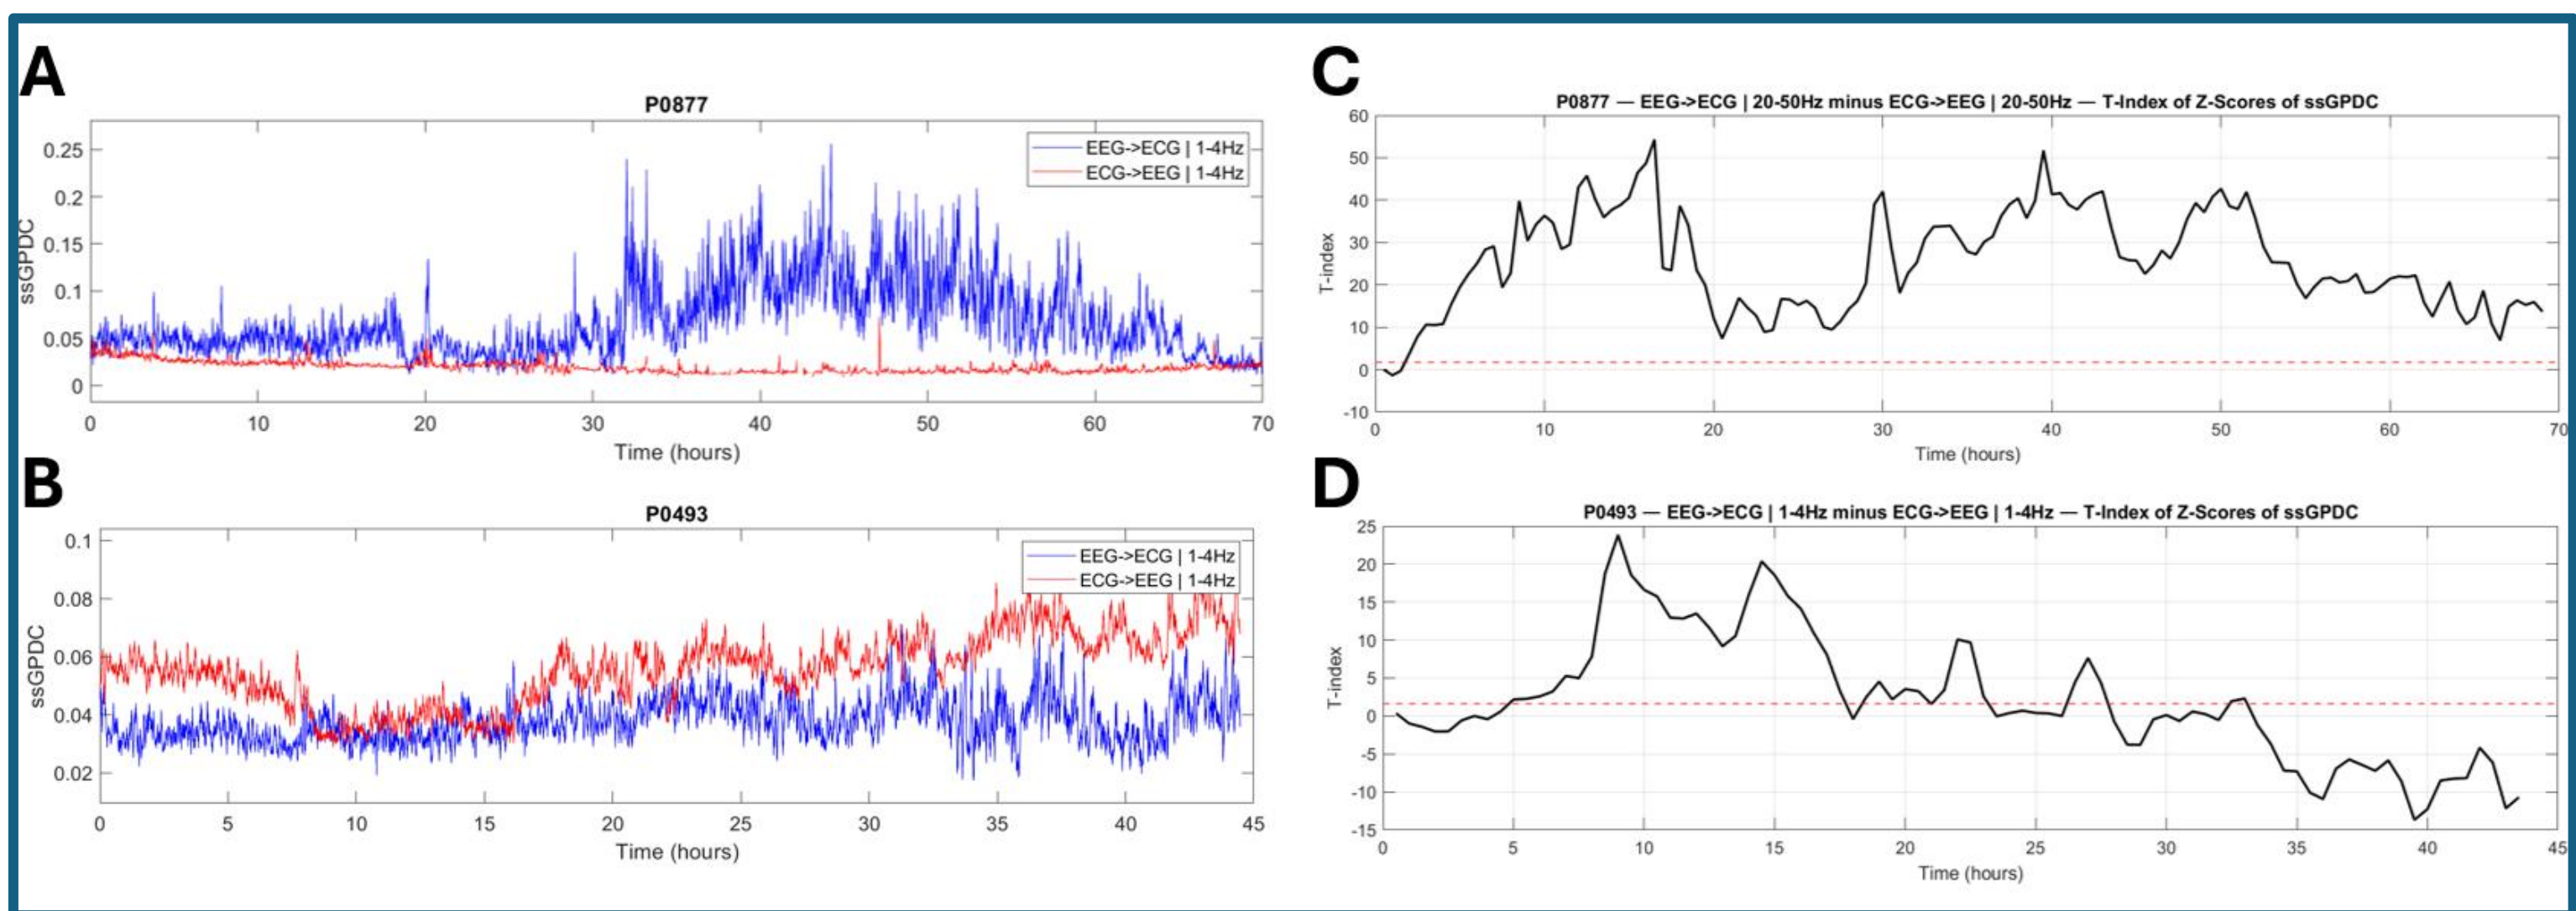 A
P0877
ssGPDC
0.25
0.2
0.15
0.1
0.05
0
EEG->ECG | 1-4Hz
ECG->EEG | 1-4Hz
0 10 20 30 40 50 60 70
Time (hours)
B
P0493
ssGPDC
0.1
0.08
0.06
0.04
0.02
EEG->ECG | 1-4Hz
ECG->EEG | 1-4Hz
0 5 10 15 20 25 30 35 40 45
Time (hours)
C
P0877 — EEG->ECG | 20-50Hz minus ECG->EEG | 20-50Hz — T-Index of Z-Scores of ssGPDC
T-index
60
50
40
30
20
10
0
-10
0 10 20 30 40 50 60 70
Time (hours)
D
P0493 — EEG->ECG | 1-4Hz minus ECG->EEG | 1-4Hz — T-Index of Z-Scores of ssGPDC
T-index
25
20
15
10
5
0
-5
-10
-15
0 5 10 15 20 25 30 35 40 45
Time (hours)